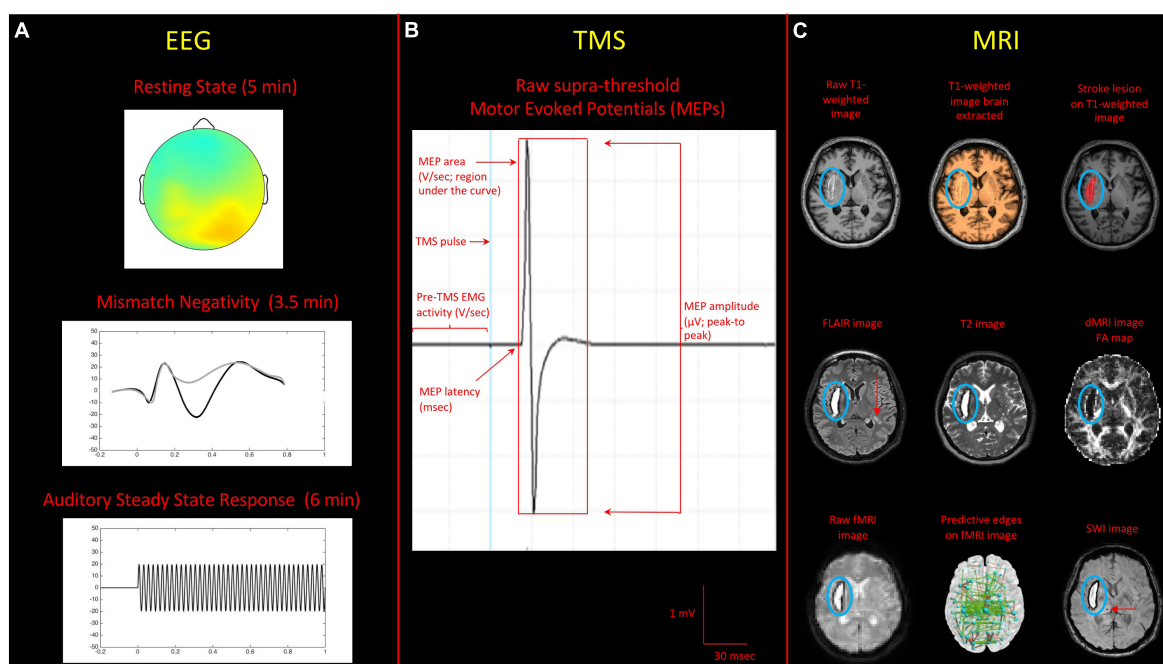 A
EEG
Resting State (5 min)
Mismatch Negativity (3.5 min)
50
40
30
20
10
0
-10
-20
-30
-40
-50
-0.2
0
0.2
0.4
0.6
0.8
1
Auditory Steady State Response (6 min)
50
40
30
20
10
0
-10
-20
-30
-40
-50
-0.2
0
0.2
0.4
0.6
0.8
1
B
TMS
Raw supra-threshold
Motor Evoked Potentials (MEPs)
MEP area
(V/sec; region
under the curve)
TMS pulse
Pre-TMS EMG
activity (V/sec)
MEP latency
(msec)
MEP amplitude
(µV; peak-to
peak)
1 mV
30 msec
C
MRI
Raw T1-
weighted
image
T1-weighted
image brain
extracted
Stroke lesion
on T1-weighted
image
FLAIR image
T2 Image
dMRI image
FA map
Raw fMRI
image
Predictive edges
on fMRI image
SWI image